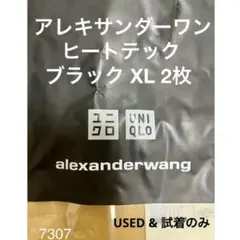 アレキサンダーワン
ヒートテック
ブラック XL 2枚
ユニ UNI
クロ QLO
alexanderwang
USED & 試着のみ
7307